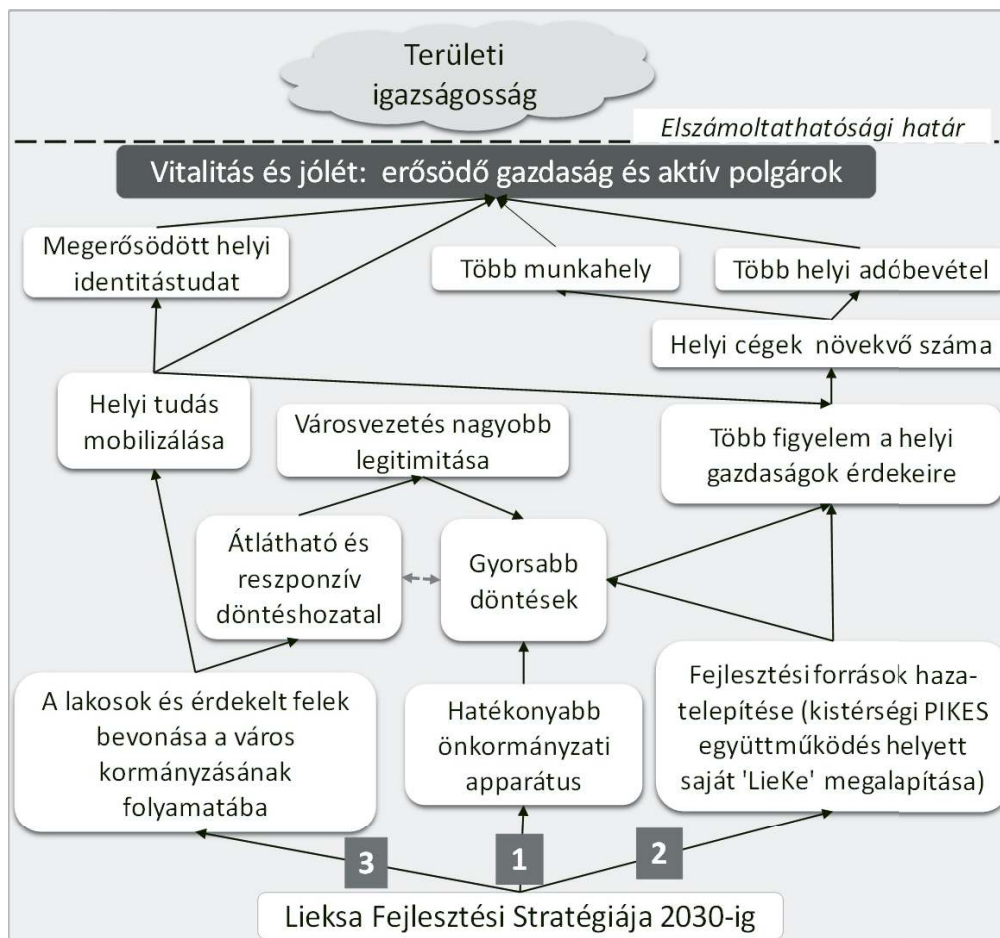 Területi
igazságosság
Elszámoltathatósági határ
Vitalitás és jólét: erősödő gazdaság és aktív polgárok
Megerősödött helyi
identitástudat
Több munkahely
Több helyi adóbevétel
Helyi cégek növekvő száma
Helyi tudás
mobilizálása
Városvezetés nagyobb
legitimitása
Több figyelem a helyi
gazdaságok érdekeire
Átlátható és
reszponzív
döntéshozatal
Gyorsabb
döntések
A lakosok és érdekelt felek
bevonása a város
kormányzásának
folyamatába
Hatékonyabb
önkormányzati
apparátus
Fejlesztési források haza-
telepítése (kistérségi PIKES
együttműködés helyett
saját 'LieKe' megalapítása)
3
1
2
Lieksa Fejlesztési Stratégiája 2030-ig